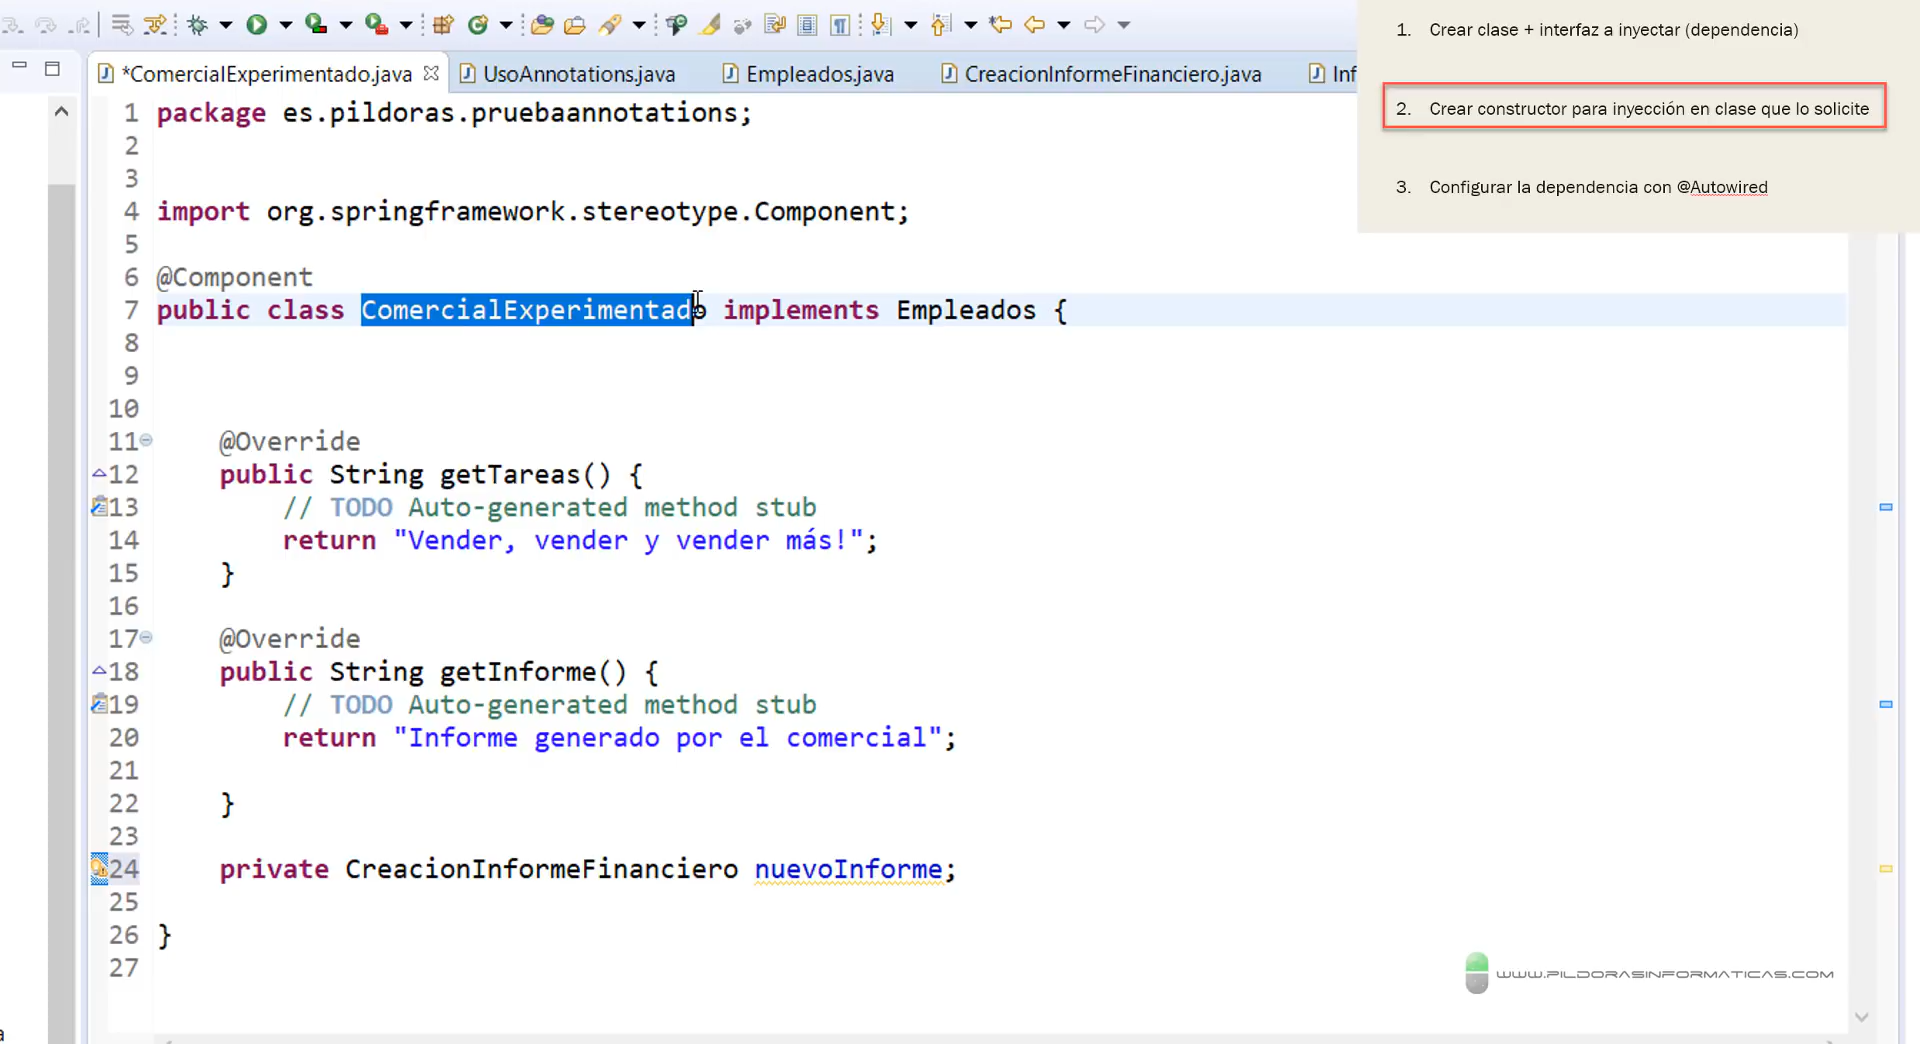 1. Crear clase + interfaz a inyectar (dependencia)
2. Crear constructor para inyección en clase que lo solicite
3. Configurar la dependencia con @Autowired
*ComercialExperimentado.java UsoAnnotations.java Empleados.java CreacionInformeFinanciero.java Inf
1 package es.pildoras.pruebaannotations;
2
3
4 import org.springframework.stereotype.Component;
5
6 @Component
7 public class ComercialExperimentado implements Empleados {
8
9
10
11 @Override
12 public String getTareas() {
13 // TODO Auto-generated method stub
14 return "Vender, vender y vender más!";
15 }
16
17 @Override
18 public String getInforme() {
19 // TODO Auto-generated method stub
20 return "Informe generado por el comercial";
21
22 }
23
24 private CreacionInformeFinanciero nuevoInforme;
25
26 }
27
WWW.PILDORASINFORMATICAS.COM
a